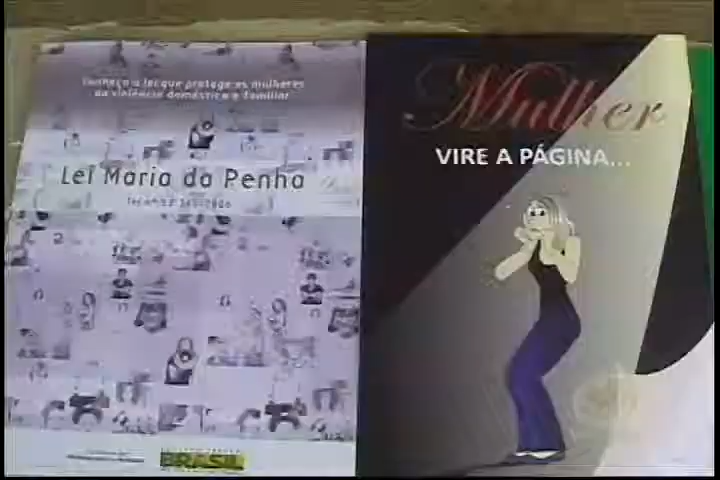 Conheça a lei que protege as mulheres
da violência doméstica e familiar
Lei Maria da Penha
BRASIL
Mulher
VIRE A PÁGINA...